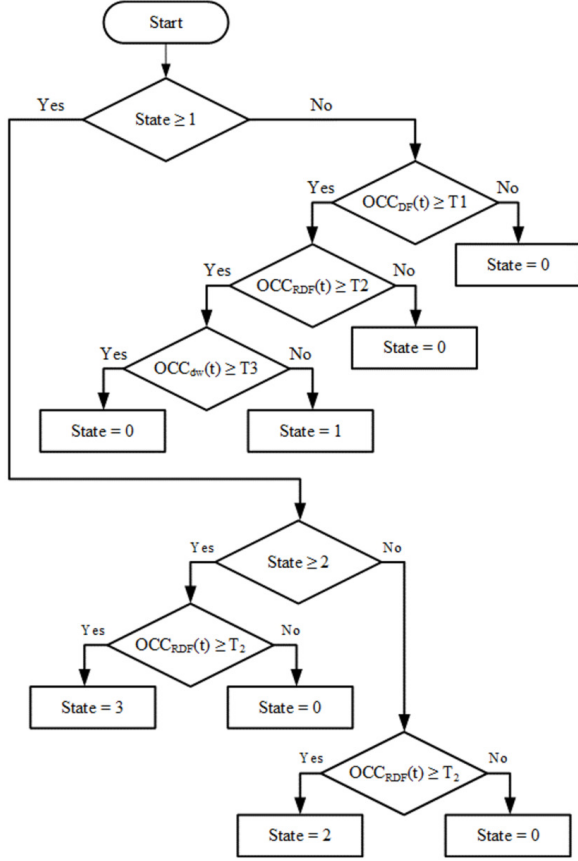 Start
Yes
State ≥ 1
No
Yes
OCC_DF(t) ≥ T1
No
Yes
OCC_RDF(t) ≥ T2
No
State = 0
Yes
OCC_dw(t) ≥ T3
No
State = 0
State = 0
State = 1
Yes
State ≥ 2
No
Yes
OCC_RDF(t) ≥ T_2
No
State = 3
State = 0
Yes
OCC_RDF(t) ≥ T_2
No
State = 2
State = 0